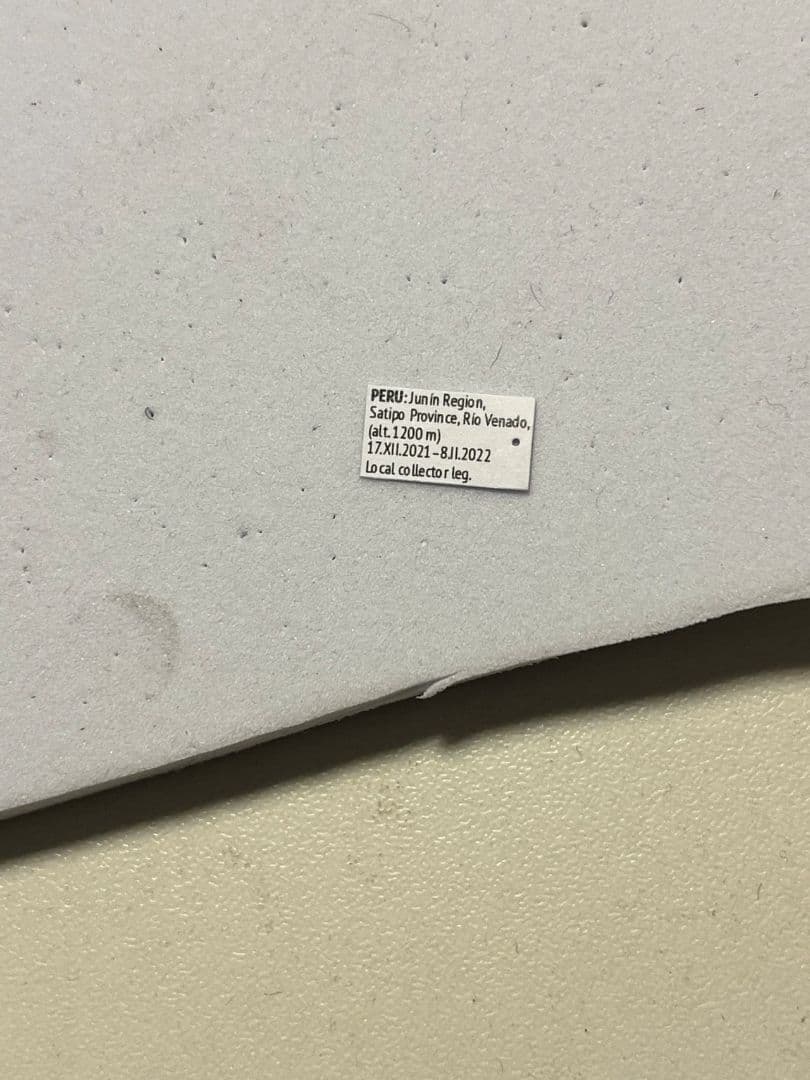 PERU: Junín Region,
Satipo Province, Río Venado,
(alt. 1200 m)
17.XII.2021–8.II.2022
Local collector leg.